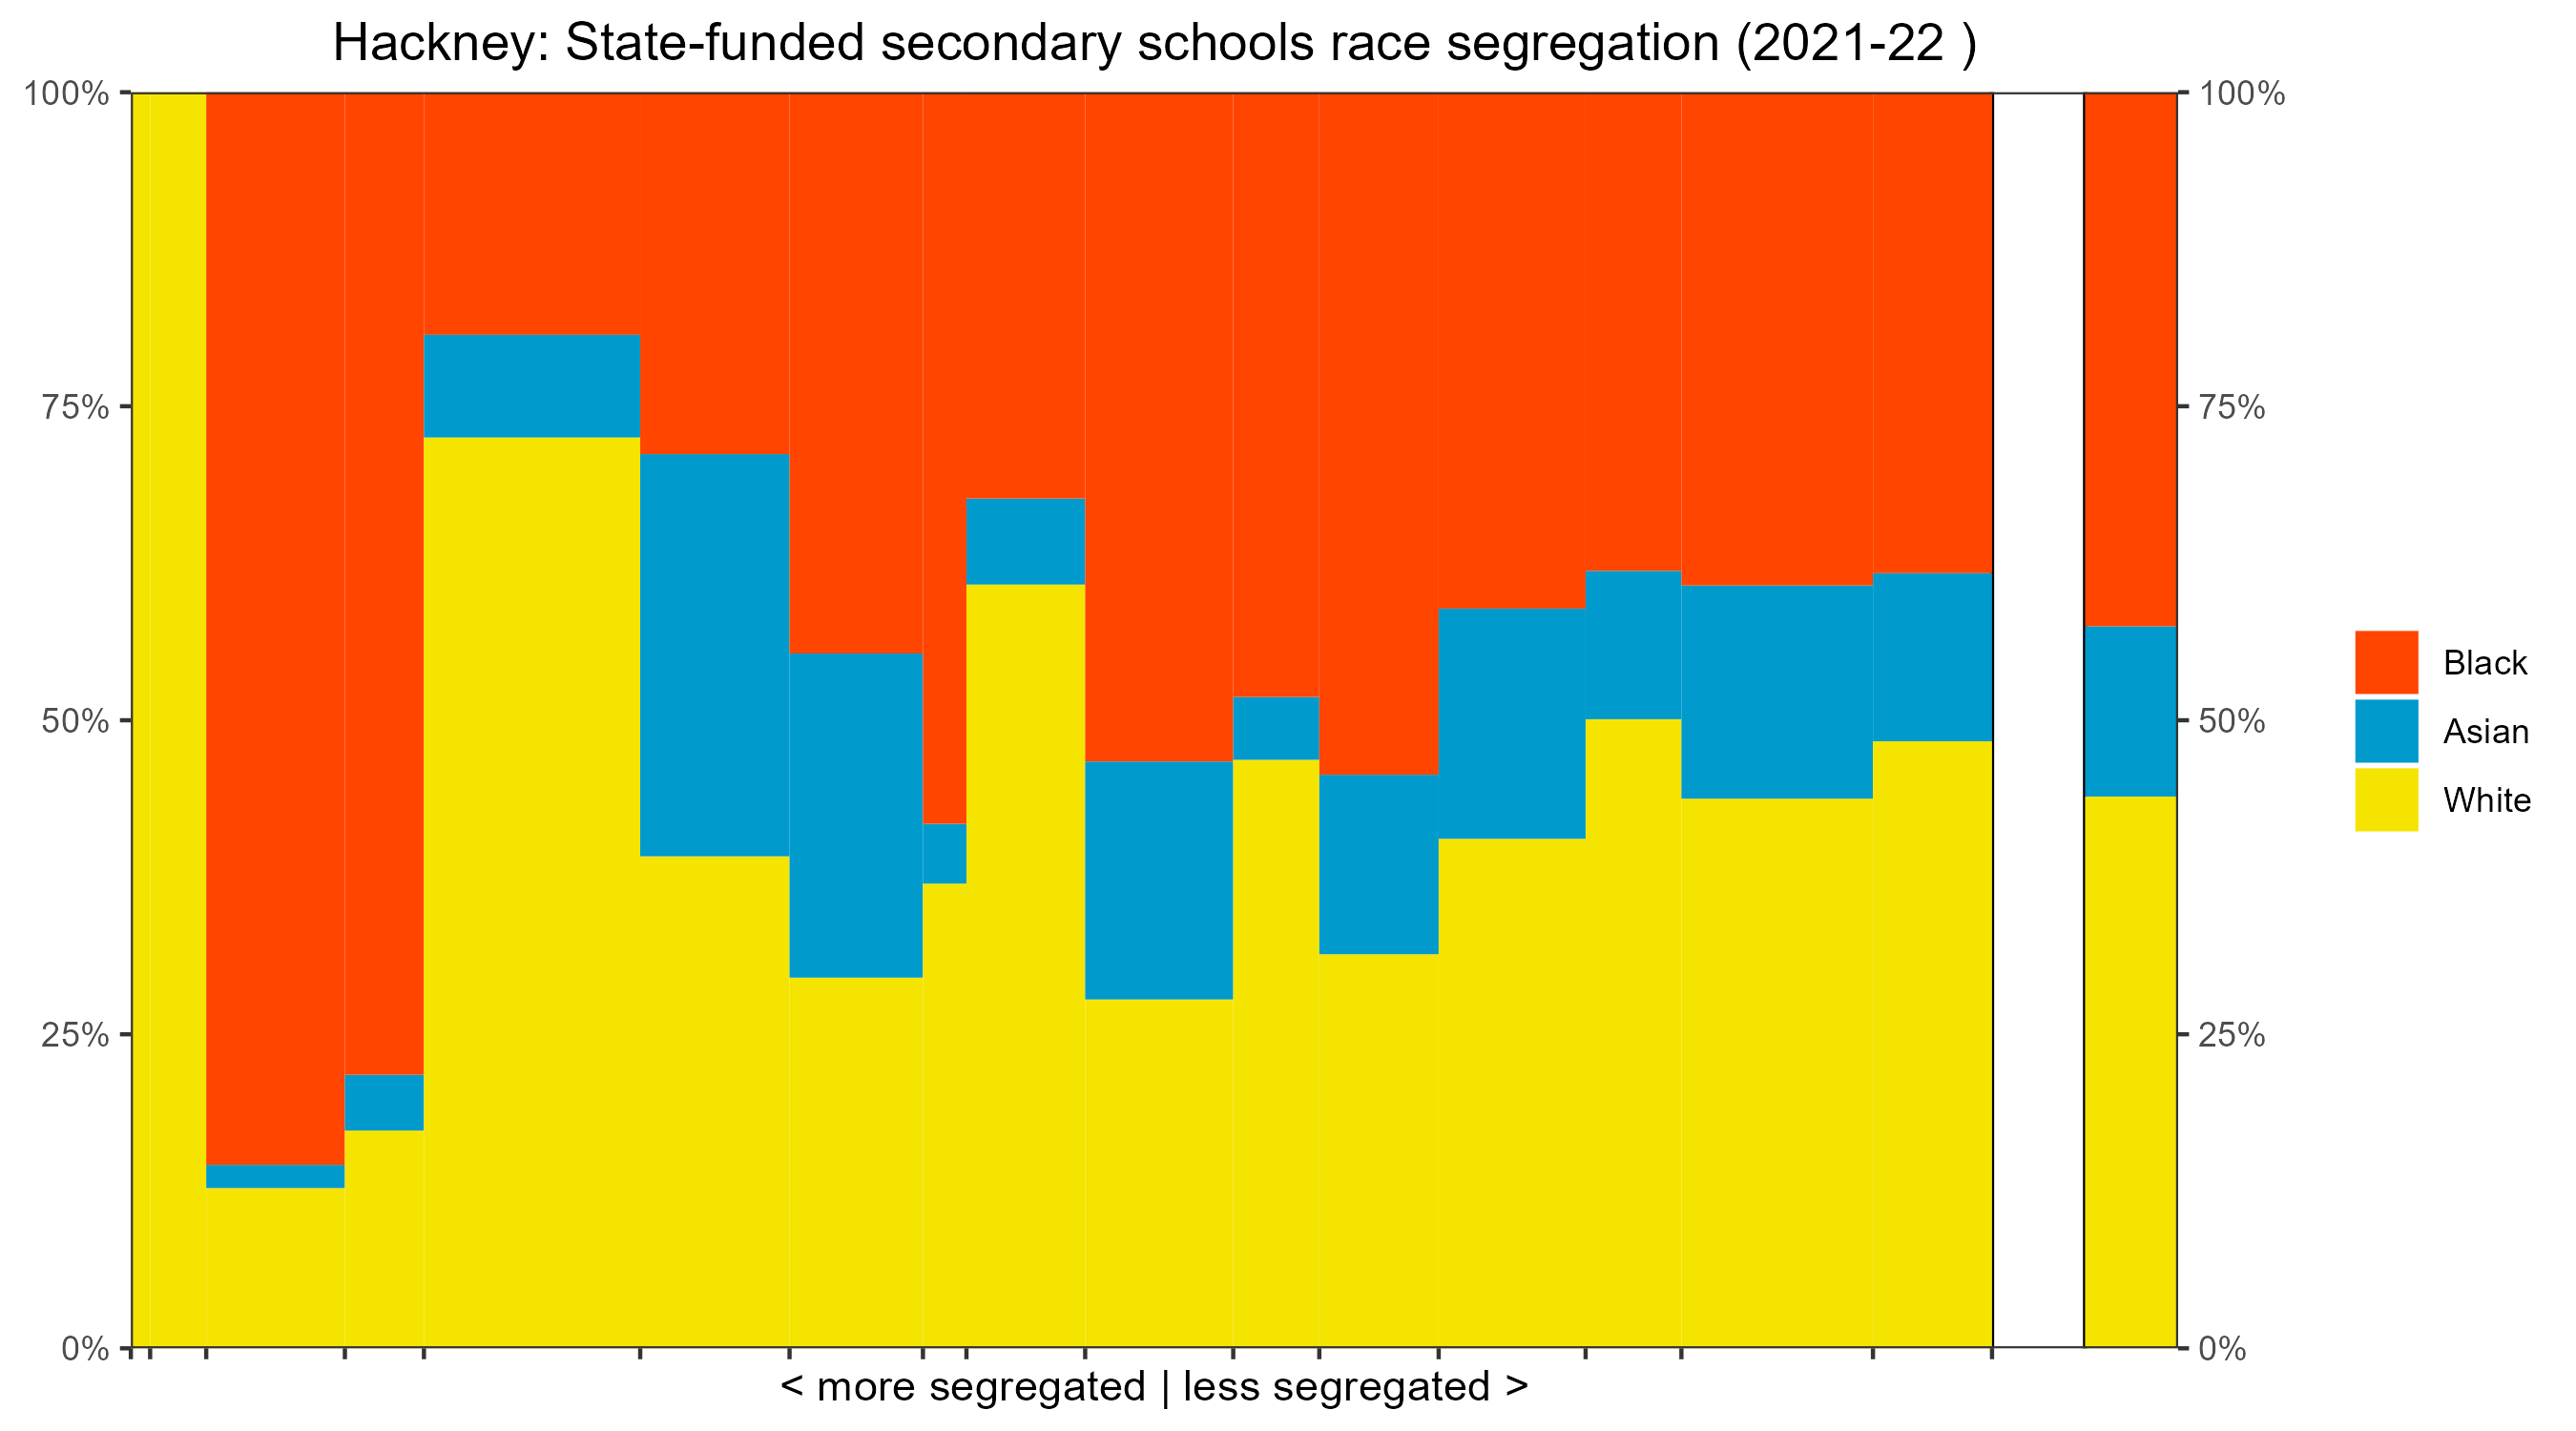 Hackney: State-funded secondary schools race segregation (2021-22 )
100%
75%
50%
25%
0%
100%
75%
50%
25%
0%
Black
Asian
White
< more segregated | less segregated >